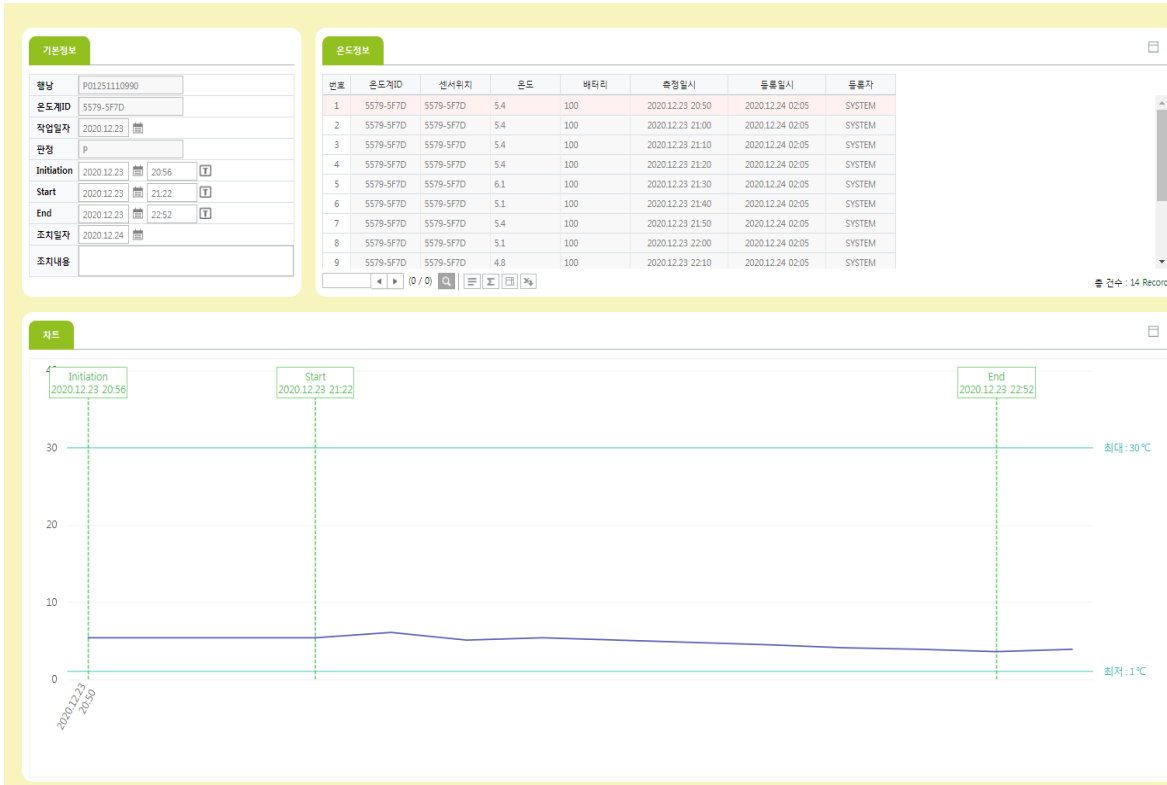 기본정보
행낭 P01251110990
온도계ID 5579-5F7D
작업일자 2020.12.23
판정 P
Initiation 2020.12.23 20:56 T
Start 2020.12.23 21:22 T
End 2020.12.23 22:52 T
조치일자 2020.12.24
조치내용
온도정보
번호 온도계ID 센서위치 온도 배터리 측정일시 등록일시 등록자
1 5579-5F7D 5579-5F7D 5.4 100 2020.12.23 20:50 2020.12.24 02:05 SYSTEM
2 5579-5F7D 5579-5F7D 5.4 100 2020.12.23 21:00 2020.12.24 02:05 SYSTEM
3 5579-5F7D 5579-5F7D 5.4 100 2020.12.23 21:10 2020.12.24 02:05 SYSTEM
4 5579-5F7D 5579-5F7D 5.4 100 2020.12.23 21:20 2020.12.24 02:05 SYSTEM
5 5579-5F7D 5579-5F7D 6.1 100 2020.12.23 21:30 2020.12.24 02:05 SYSTEM
6 5579-5F7D 5579-5F7D 5.1 100 2020.12.23 21:40 2020.12.24 02:05 SYSTEM
7 5579-5F7D 5579-5F7D 5.4 100 2020.12.23 21:50 2020.12.24 02:05 SYSTEM
8 5579-5F7D 5579-5F7D 5.1 100 2020.12.23 22:00 2020.12.24 02:05 SYSTEM
9 5579-5F7D 5579-5F7D 4.8 100 2020.12.23 22:10 2020.12.24 02:05 SYSTEM
(0 / 0) Σ
총 건수 : 14 Record
차트
40
Initiation
2020.12.23 20:56
Start
2020.12.23 21:22
End
2020.12.23 22:52
30
최대 : 30 ℃
20
10
0
최저 : 1 ℃
2020.12.23
20:50